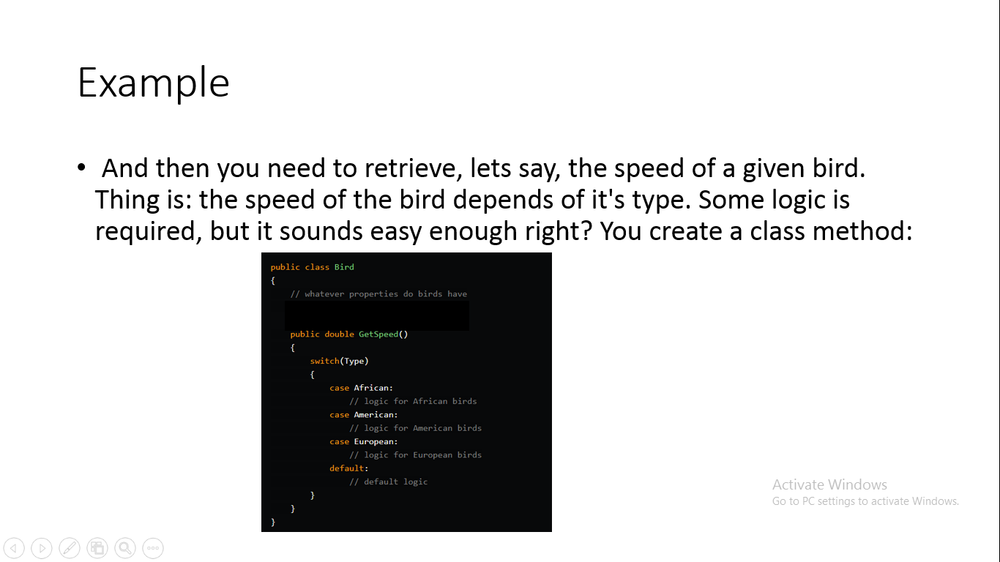 Example
• And then you need to retrieve, lets say, the speed of a given bird.
Thing is: the speed of the bird depends of it's type. Some logic is
required, but it sounds easy enough right? You create a class method:
public class Bird
{
// whatever properties do birds have
public double GetSpeed()
{
switch(Type)
{
case African:
// logic for African birds
case American:
// logic for American birds
case European:
// logic for European birds
default:
// default logic
}
}
}
Activate Windows
Go to PC settings to activate Windows.